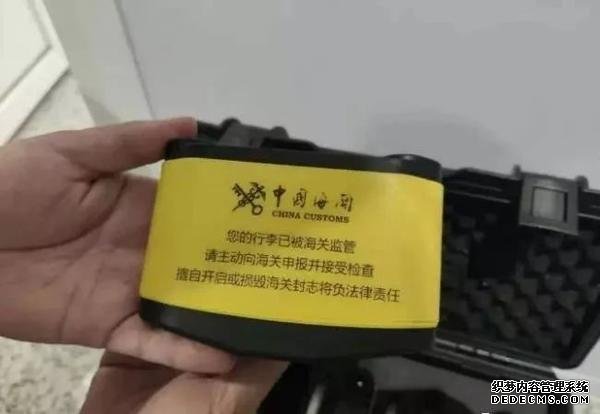 中国海关
CHINA CUSTOMS
您的行李已被海关监管
请主动向海关申报并接受检查
擅自开启或损毁海关封志将负法律责任
织梦内容管理系统
DEDECMS.COM